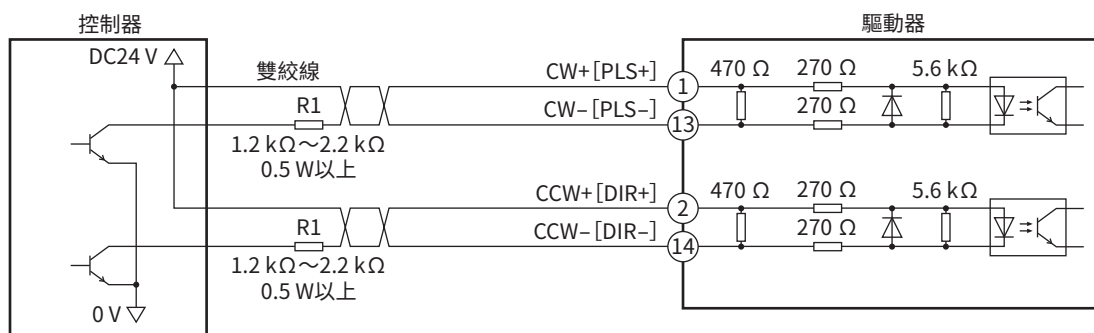 控制器
驅動器
DC24 V
雙絞線
CW+ [PLS+]
1
470 Ω
270 Ω
5.6 kΩ
R1
CW– [PLS–]
13
270 Ω
1.2 kΩ～2.2 kΩ
0.5 W以上
CCW+ [DIR+]
2
470 Ω
270 Ω
5.6 kΩ
R1
CCW– [DIR–]
14
270 Ω
1.2 kΩ～2.2 kΩ
0.5 W以上
0 V